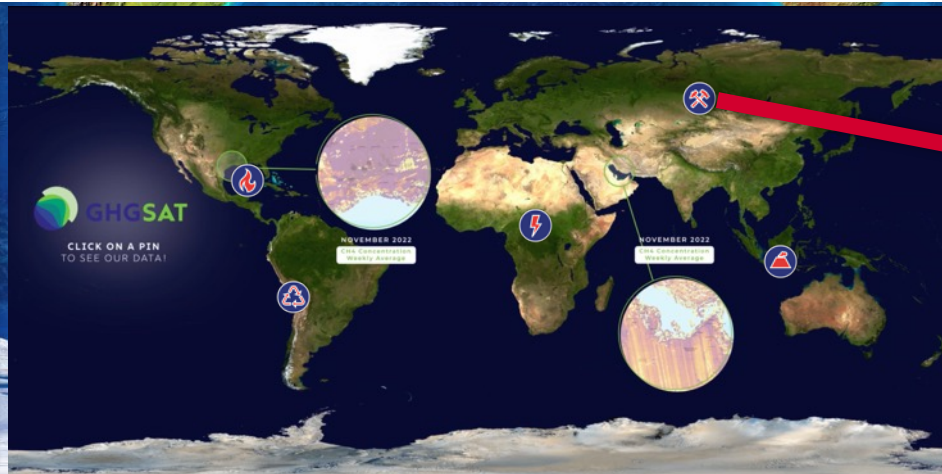 GHGSAT
CLICK ON A PIN
TO SEE OUR DATA!
NOVEMBER 2022
CH4 Concentration
Weekly Average
NOVEMBER 2022
CH4 Concentration
Weekly Average